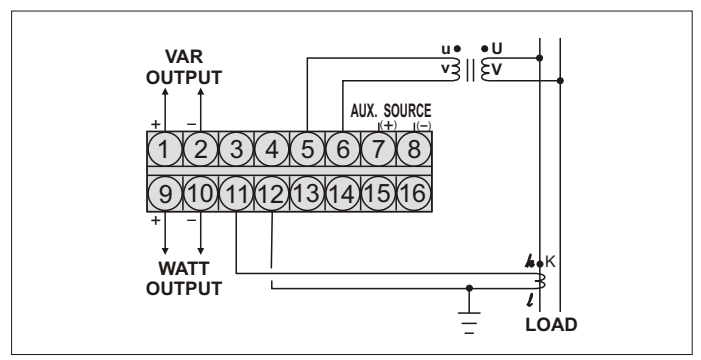 VAR
OUTPUT
u U
v V
AUX. SOURCE
+ − (+) (−)
1 2 3 4 5 6 7 8
9 10 11 12 13 14 15 16
+ −
WATT
OUTPUT
k K
l
LOAD